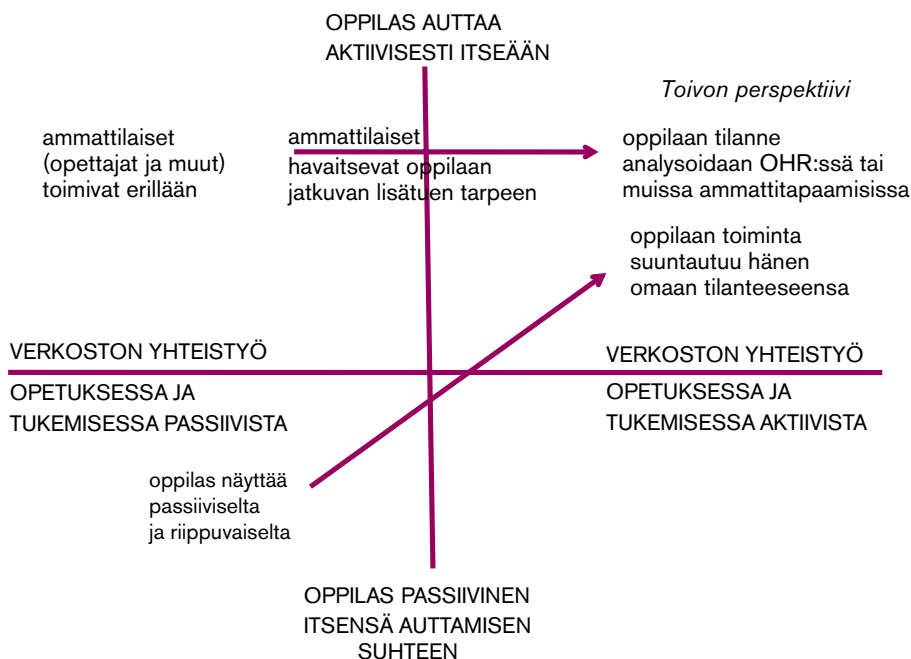 OPPILAS AUTTAA
AKTIIVISESTI ITSEÄÄN
Toivon perspektiivi
ammattilaiset
(opettajat ja muut)
toimivat erillään
ammattilaiset
havaitsevat oppilaan
jatkuvan lisätuen tarpeen
oppilaan tilanne
analysoidaan OHR:ssä tai
muissa ammattitapaamisissa
oppilaan toiminta
suuntautuu hänen
omaan tilanteeseensa
VERKOSTON YHTEISTYÖ
OPETUKSESSA JA
TUKEMISESSA PASSIIVISTA
VERKOSTON YHTEISTYÖ
OPETUKSESSA JA
TUKEMISESSA AKTIIVISTA
oppilas näyttää
passiiviselta
ja riippuvaiselta
OPPILAS PASSIIVINEN
ITSENSÄ AUTTAMISEN
SUHTEEN